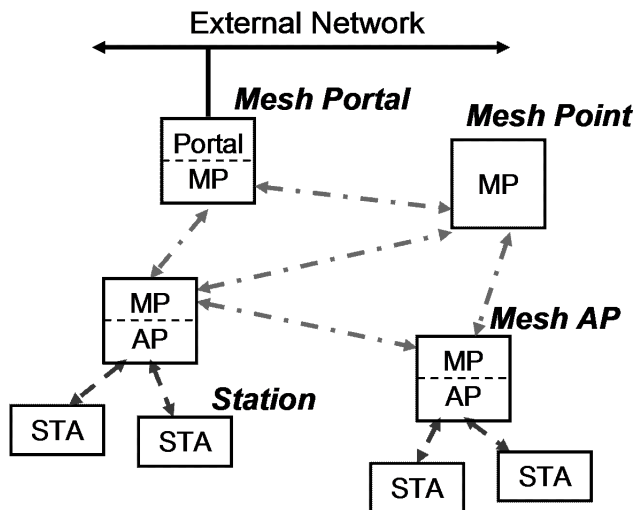 External Network
Mesh Portal
Mesh Point
Portal
MP
MP
MP
AP
Mesh AP
MP
AP
Station
STA
STA
STA
STA